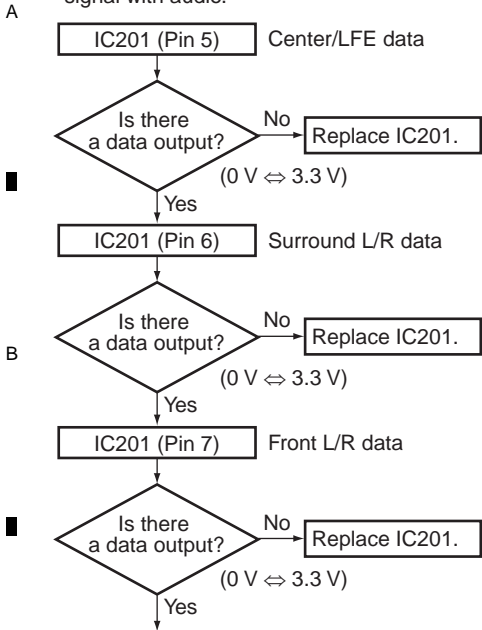 signal with audio.
A
IC201 (Pin 5) Center/LFE data
Is there
a data output?
No
Replace IC201.
(0 V ⇔ 3.3 V)
Yes
IC201 (Pin 6) Surround L/R data
Is there
a data output?
No
Replace IC201.
B
(0 V ⇔ 3.3 V)
Yes
IC201 (Pin 7) Front L/R data
Is there
a data output?
No
Replace IC201.
(0 V ⇔ 3.3 V)
Yes